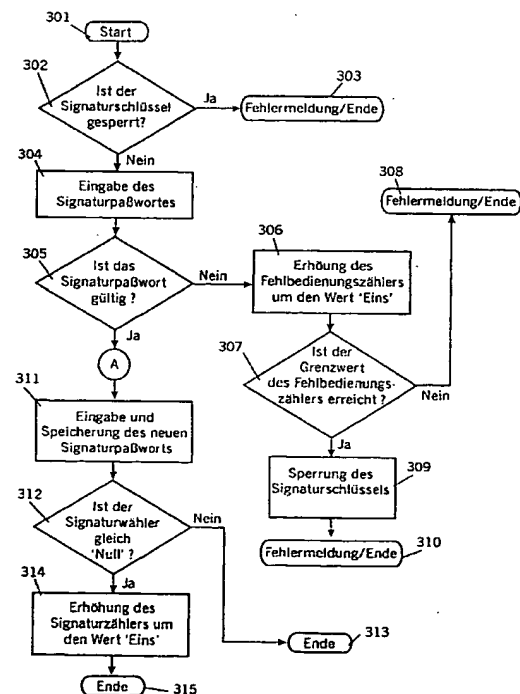 301
Start
302
Ist der
Signaturschlüssel
gesperrt?
Ja
303
Fehlermeldung/Ende
Nein
304
Eingabe des
Signaturpaßwortes
308
Fehlermeldung/Ende
305
Ist das
Signaturpaßwort
gültig ?
Nein
306
Erhöung des
Fehlbedienungszählers
um den Wert 'Eins'
Ja
A
307
Ist der
Grenzwert
des Fehlbedienungs-
zählers erreicht ?
Nein
311
Eingabe und
Speicherung des neuen
Signaturpaßworts
Ja
309
Sperrung des
Signaturschlüssels
312
Ist der
Signaturwähler
gleich
'Null' ?
Nein
310
Fehlermeldung/Ende
Ja
314
Erhöhung des
Signaturzählers um
den Wert 'Eins'
313
Ende
Ende
315